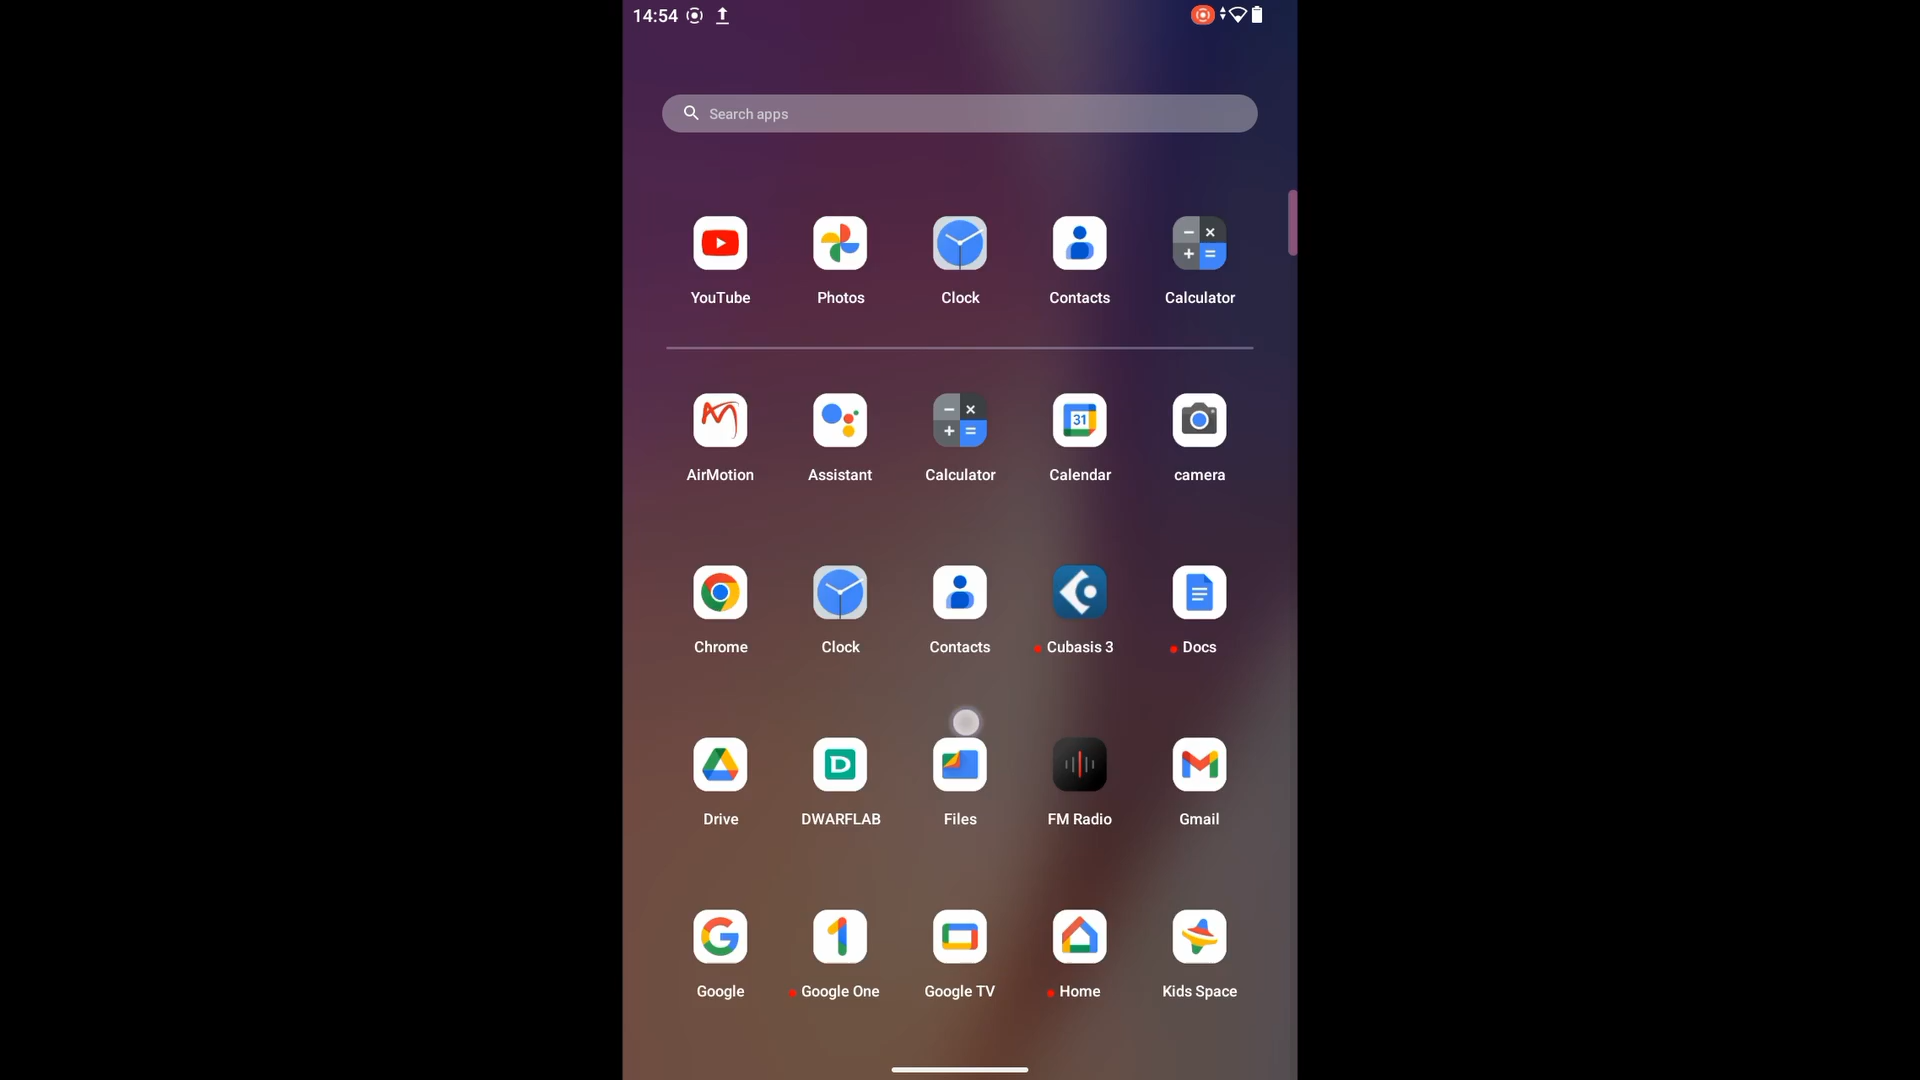 14:54
Search apps
YouTube Photos Clock Contacts Calculator
AirMotion Assistant Calculator Calendar camera
31
Chrome Clock Contacts Cubasis 3 Docs
Drive DWARFLAB Files FM Radio Gmail
Google Google One Google TV Home Kids Space